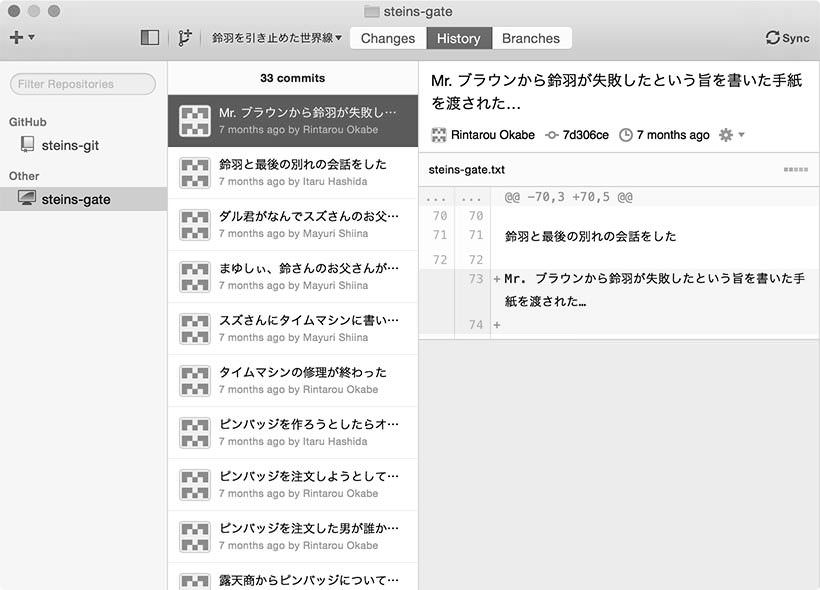 steins-gate
鈴羽を引き止めた世界線
Changes
History
Branches
Sync
Filter Repositories
GitHub
steins-git
Other
steins-gate
33 commits
Mr. ブラウンから鈴羽が失敗し…
7 months ago by Rintarou Okabe
鈴羽と最後の別れの会話をした
7 months ago by Itaru Hashida
ダル君がなんでスズさんのお父…
7 months ago by Mayuri Shiina
まゆしぃ、鈴さんのお父さんが…
7 months ago by Mayuri Shiina
スズさんにタイムマシンに書い…
7 months ago by Mayuri Shiina
タイムマシンの修理が終わった
7 months ago by Rintarou Okabe
ピンバッジを作ろうとしたらオ…
7 months ago by Itaru Hashida
ピンバッジを注文しようとして…
7 months ago by Rintarou Okabe
ピンバッジを注文した男が誰か…
7 months ago by Rintarou Okabe
露天商からピンバッジについて…
Mr. ブラウンから鈴羽が失敗したという旨を書いた手紙
を渡された…
Rintarou Okabe 7d306ce 7 months ago
steins-gate.txt
... ... @@ -70,3 +70,5 @@
70 70
71 71 鈴羽と最後の別れの会話をした
72 72
73 +Mr. ブラウンから鈴羽が失敗したという旨を書いた手
紙を渡された…
74 +